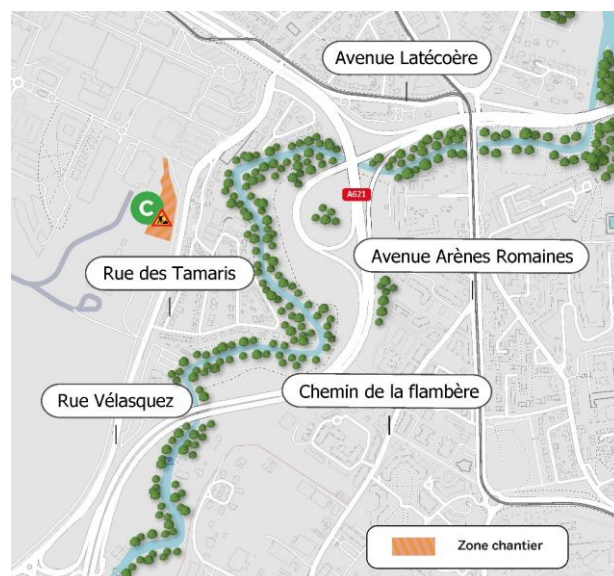 Avenue Latécoère
A621
C
Avenue Arènes Romaines
Rue des Tamaris
Rue Vélasquez
Chemin de la flambère
Zone chantier